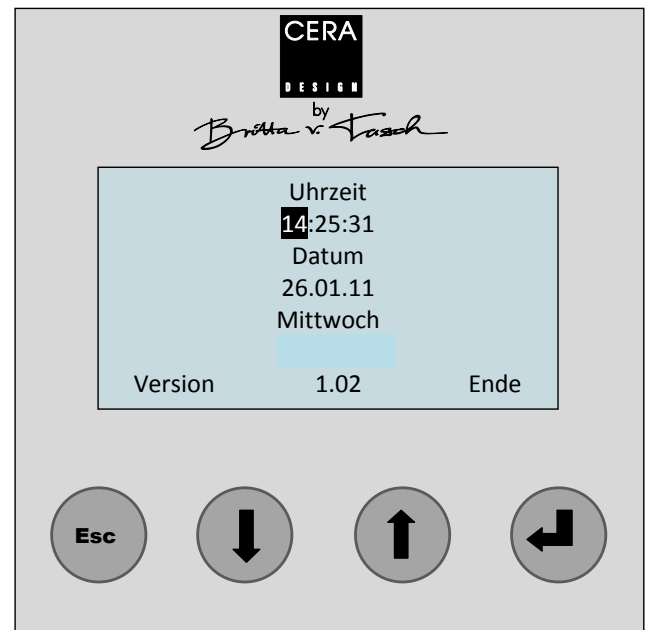 CERA
DESIGN
by
Britta v. Tasch
Uhrzeit
14:25:31
Datum
26.01.11
Mittwoch
Version 1.02 Ende
Esc